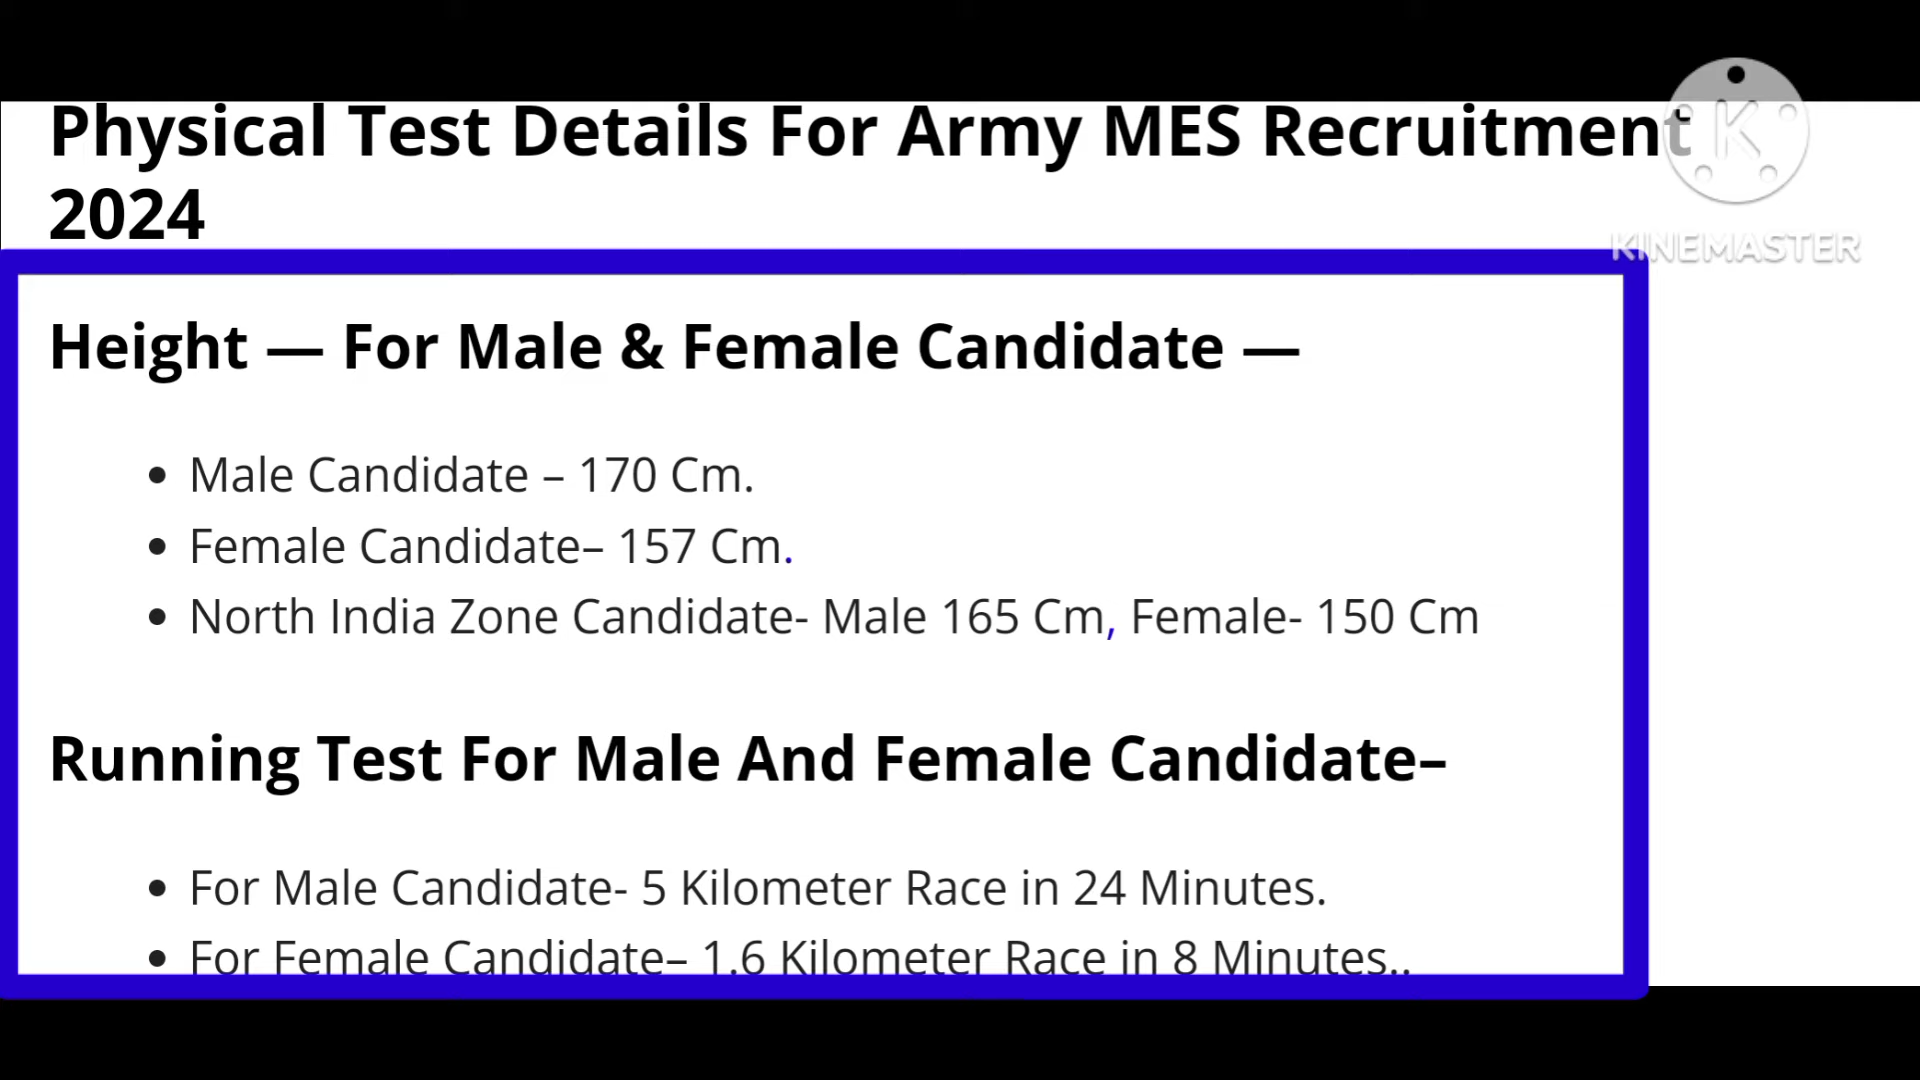 Physical Test Details For Army MES Recruitment
2024
K
KINEMASTER
Height — For Male & Female Candidate —
• Male Candidate – 170 Cm.
• Female Candidate– 157 Cm.
• North India Zone Candidate- Male 165 Cm, Female- 150 Cm
Running Test For Male And Female Candidate–
• For Male Candidate- 5 Kilometer Race in 24 Minutes.
• For Female Candidate– 1.6 Kilometer Race in 8 Minutes..